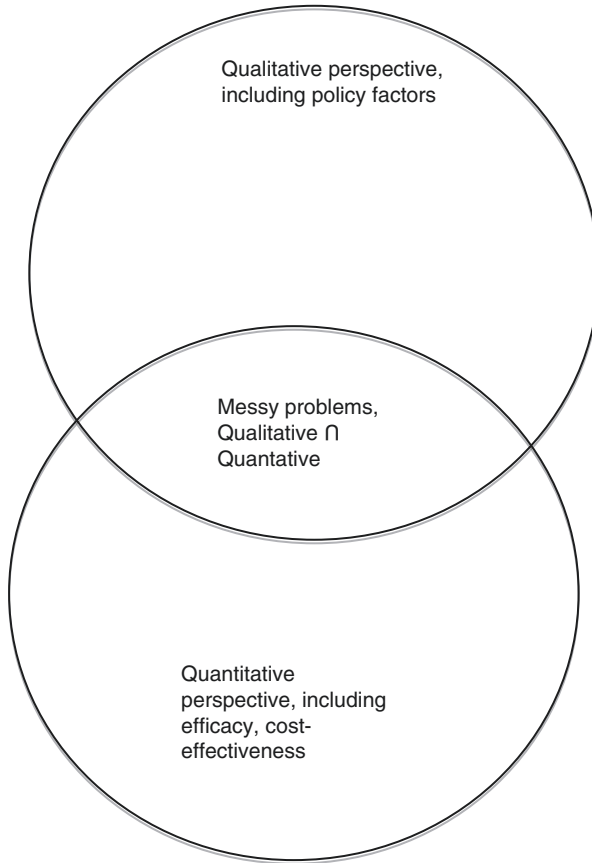 Qualitative perspective,
including policy factors
Messy problems,
Qualitative ∩
Quantative
Quantitative
perspective, including
efficacy, cost-
effectiveness